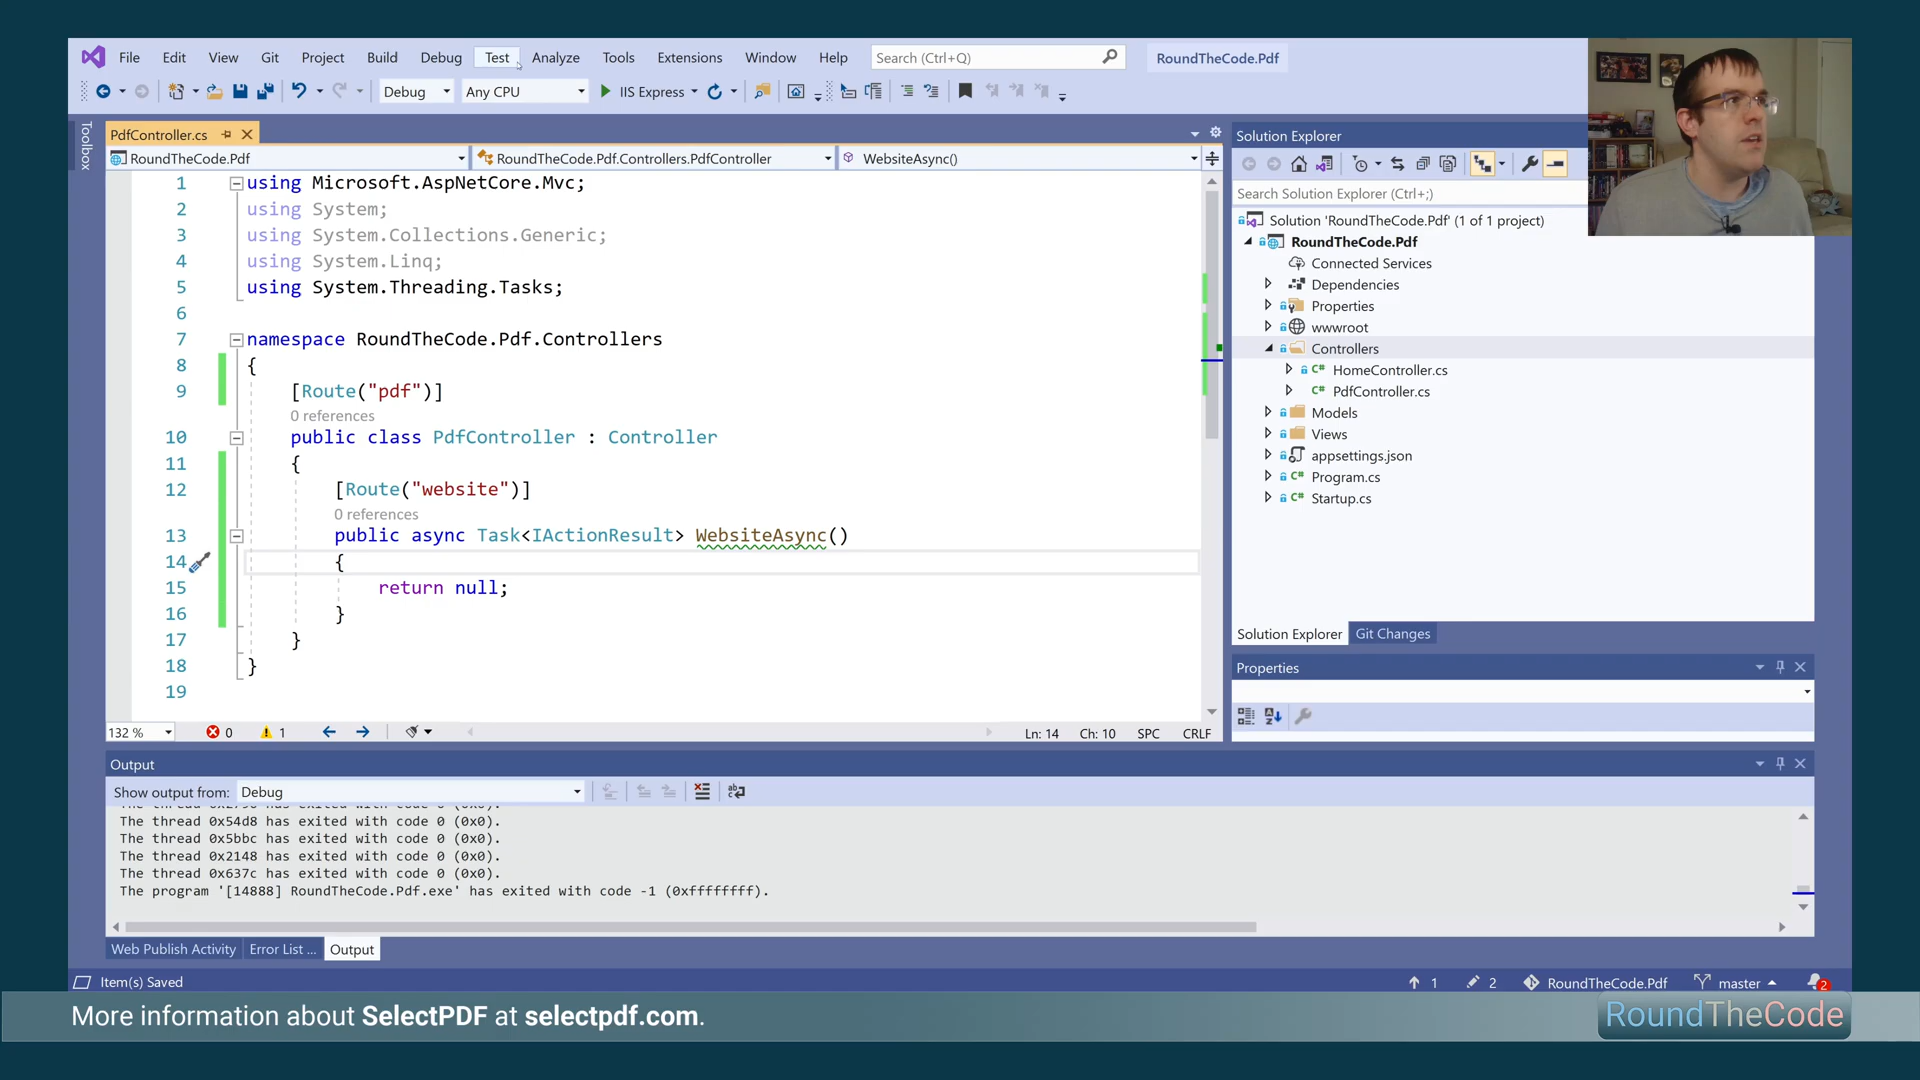 File Edit View Git Project Build Debug Test Analyze Tools Extensions Window Help Search (Ctrl+Q) RoundTheCode.Pdf
Debug Any CPU IIS Express
Toolbox
PdfController.cs
RoundTheCode.Pdf RoundTheCode.Pdf.Controllers.PdfController WebsiteAsync()
1 using Microsoft.AspNetCore.Mvc;
2 using System;
3 using System.Collections.Generic;
4 using System.Linq;
5 using System.Threading.Tasks;
6
7 namespace RoundTheCode.Pdf.Controllers
8 {
9 [Route("pdf")]
0 references
10 public class PdfController : Controller
11 {
12 [Route("website")]
0 references
13 public async Task<IActionResult> WebsiteAsync()
14 {
15 return null;
16 }
17 }
18 }
19
132 % 0 1 Ln: 14 Ch: 10 SPC CRLF
Solution Explorer
Search Solution Explorer (Ctrl+;)
Solution 'RoundTheCode.Pdf' (1 of 1 project)
RoundTheCode.Pdf
Connected Services
Dependencies
Properties
wwwroot
Controllers
HomeController.cs
PdfController.cs
Models
Views
appsettings.json
Program.cs
Startup.cs
Solution Explorer Git Changes
Properties
Output
Show output from: Debug
The thread 0x54d8 has exited with code 0 (0x0).
The thread 0x5bbc has exited with code 0 (0x0).
The thread 0x2148 has exited with code 0 (0x0).
The thread 0x637c has exited with code 0 (0x0).
The program '[14888] RoundTheCode.Pdf.exe' has exited with code -1 (0xffffffff).
Web Publish Activity Error List ... Output
Item(s) Saved 1 2 RoundTheCode.Pdf master 2
More information about SelectPDF at selectpdf.com.
RoundTheCode